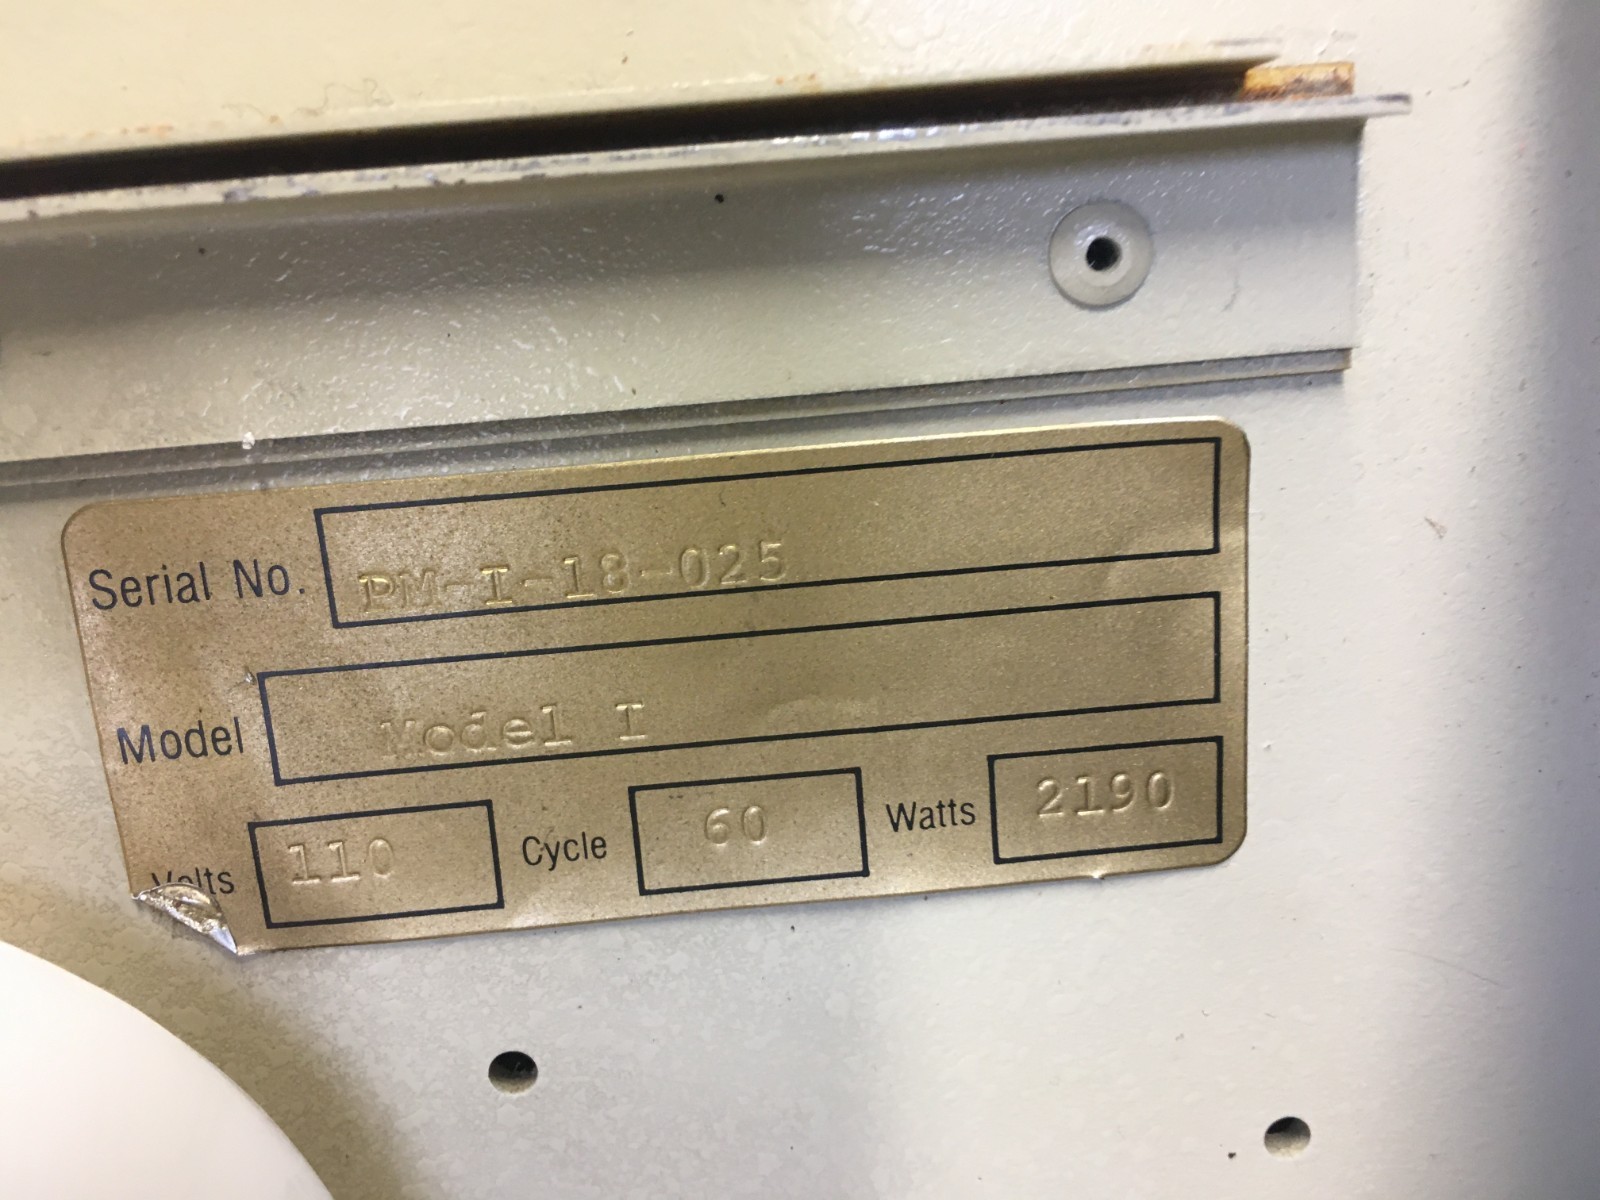 Serial No. PM-I-18-025
Model Model I
Volts 110 Cycle 60 Watts 2190